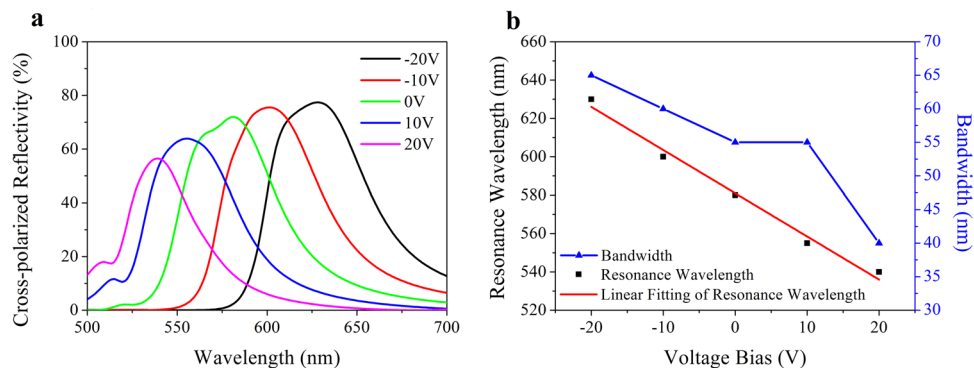 a
Cross-polarized Reflectivity (%)
100
80
60
40
20
0
-20V
-10V
0V
10V
20V
500
550
600
650
700
Wavelength (nm)
b
Resonance Wavelength (nm)
660
640
620
600
580
560
540
520
Bandwidth
Resonance Wavelength
Linear Fitting of Resonance Wavelength
-20
-10
0
10
20
Voltage Bias (V)
70
65
60
55
50
45
40
35
30
Bandwidth (nm)